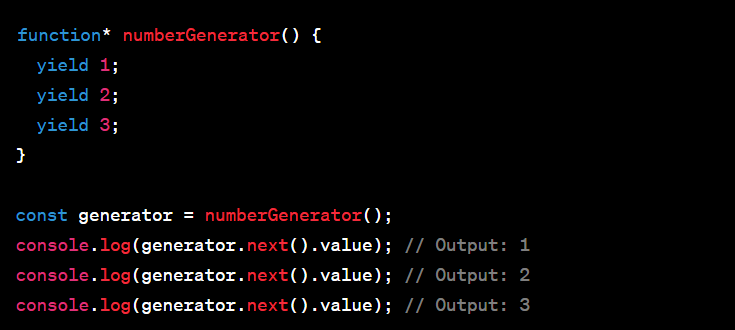 function* numberGenerator() {
  yield 1;
  yield 2;
  yield 3;
}

const generator = numberGenerator();
console.log(generator.next().value); // Output: 1
console.log(generator.next().value); // Output: 2
console.log(generator.next().value); // Output: 3